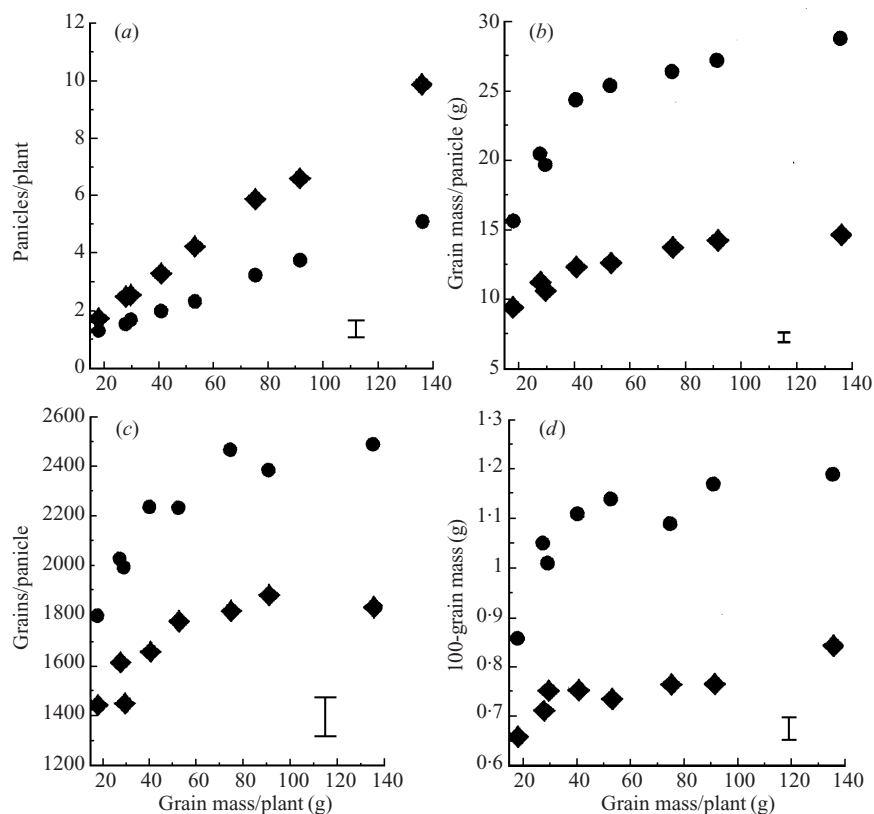 (a)
12
10
8
6
4
2
0
Panicles/plant
20 40 60 80 100 120 140
(b)
30
25
20
15
10
5
Grain mass/panicle (g)
20 40 60 80 100 120 140
(c)
2600
2400
2200
2000
1800
1600
1400
1200
Grains/panicle
20 40 60 80 100 120 140
Grain mass/plant (g)
(d)
1·3
1·2
1·1
1
0·9
0·8
0·7
0·6
100-grain mass (g)
20 40 60 80 100 120 140
Grain mass/plant (g)